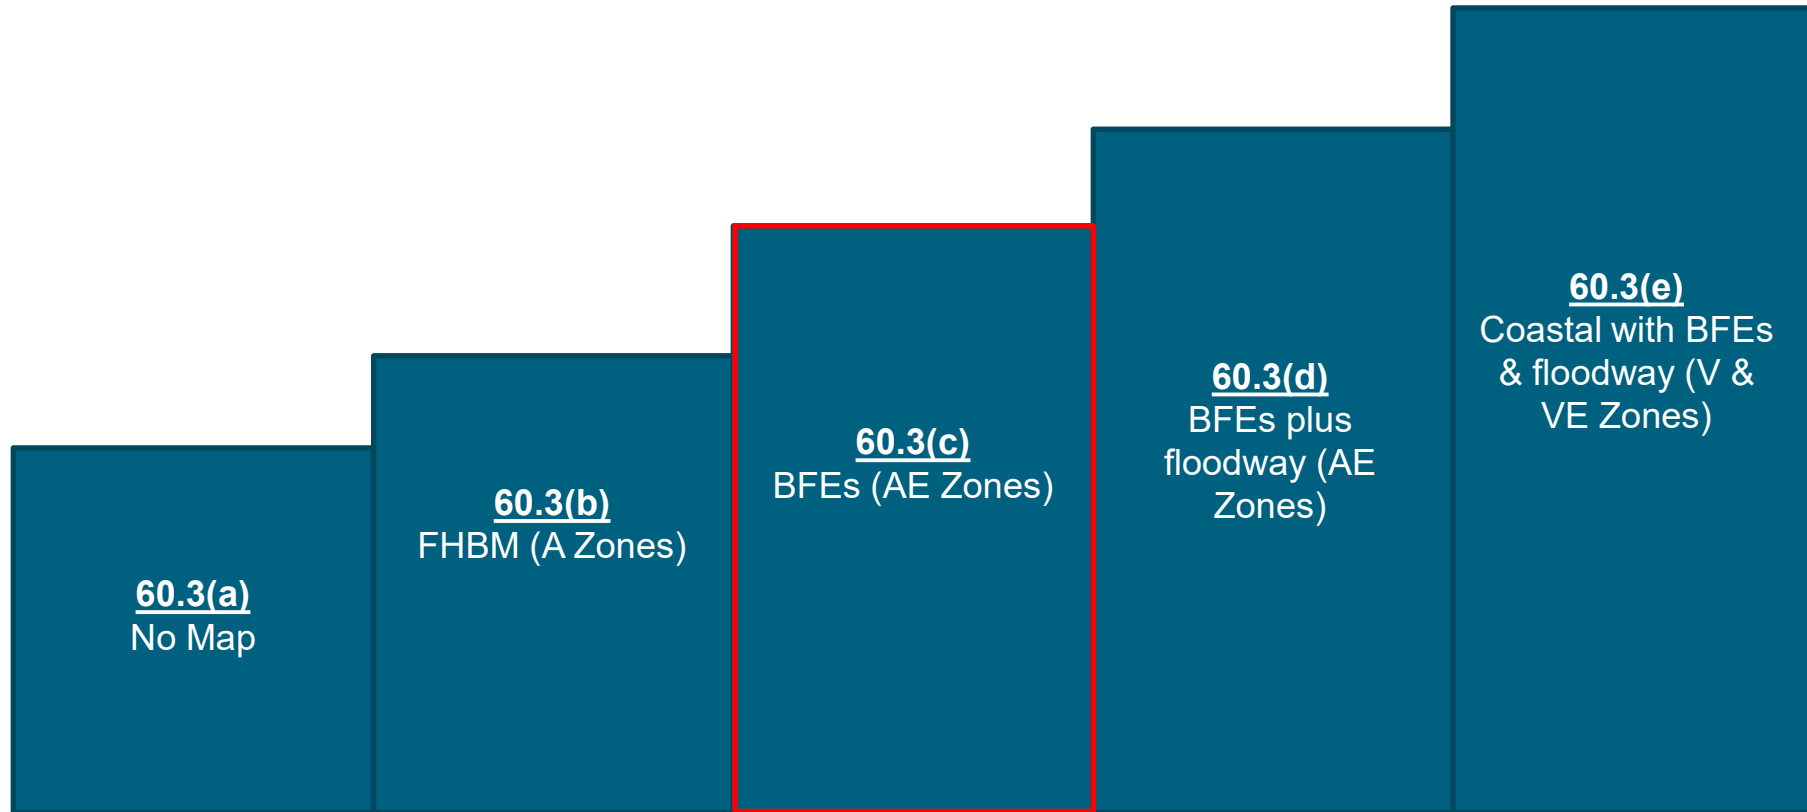 60.3(a)
No Map
60.3(b)
FHBM (A Zones)
60.3(c)
BFEs (AE Zones)
60.3(d)
BFEs plus
floodway (AE
Zones)
60.3(e)
Coastal with BFEs
& floodway (V &
VE Zones)